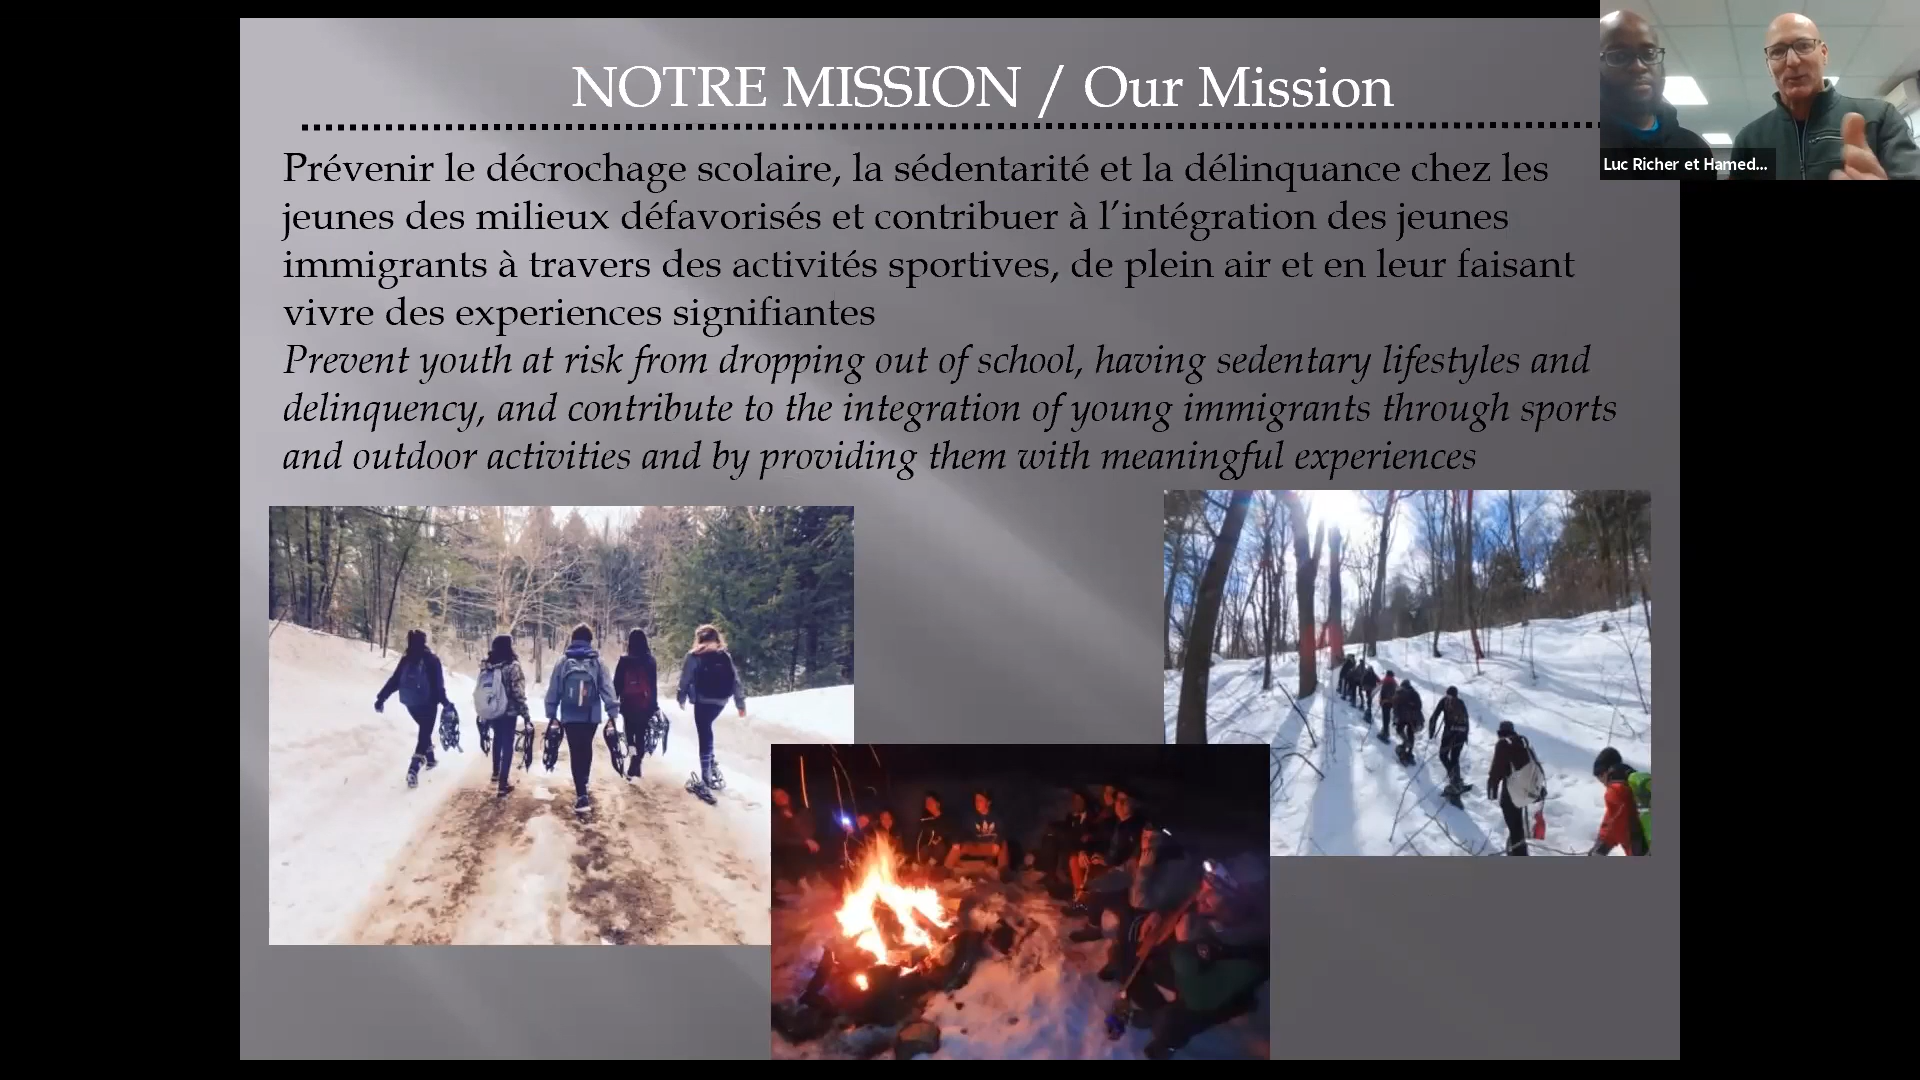 NOTRE MISSION / Our Mission
Luc Richer et Hamed...
Prévenir le décrochage scolaire, la sédentarité et la délinquance chez les
jeunes des milieux défavorisés et contribuer à l’intégration des jeunes
immigrants à travers des activités sportives, de plein air et en leur faisant
vivre des experiences signifiantes
Prevent youth at risk from dropping out of school, having sedentary lifestyles and
delinquency, and contribute to the integration of young immigrants through sports
and outdoor activities and by providing them with meaningful experiences